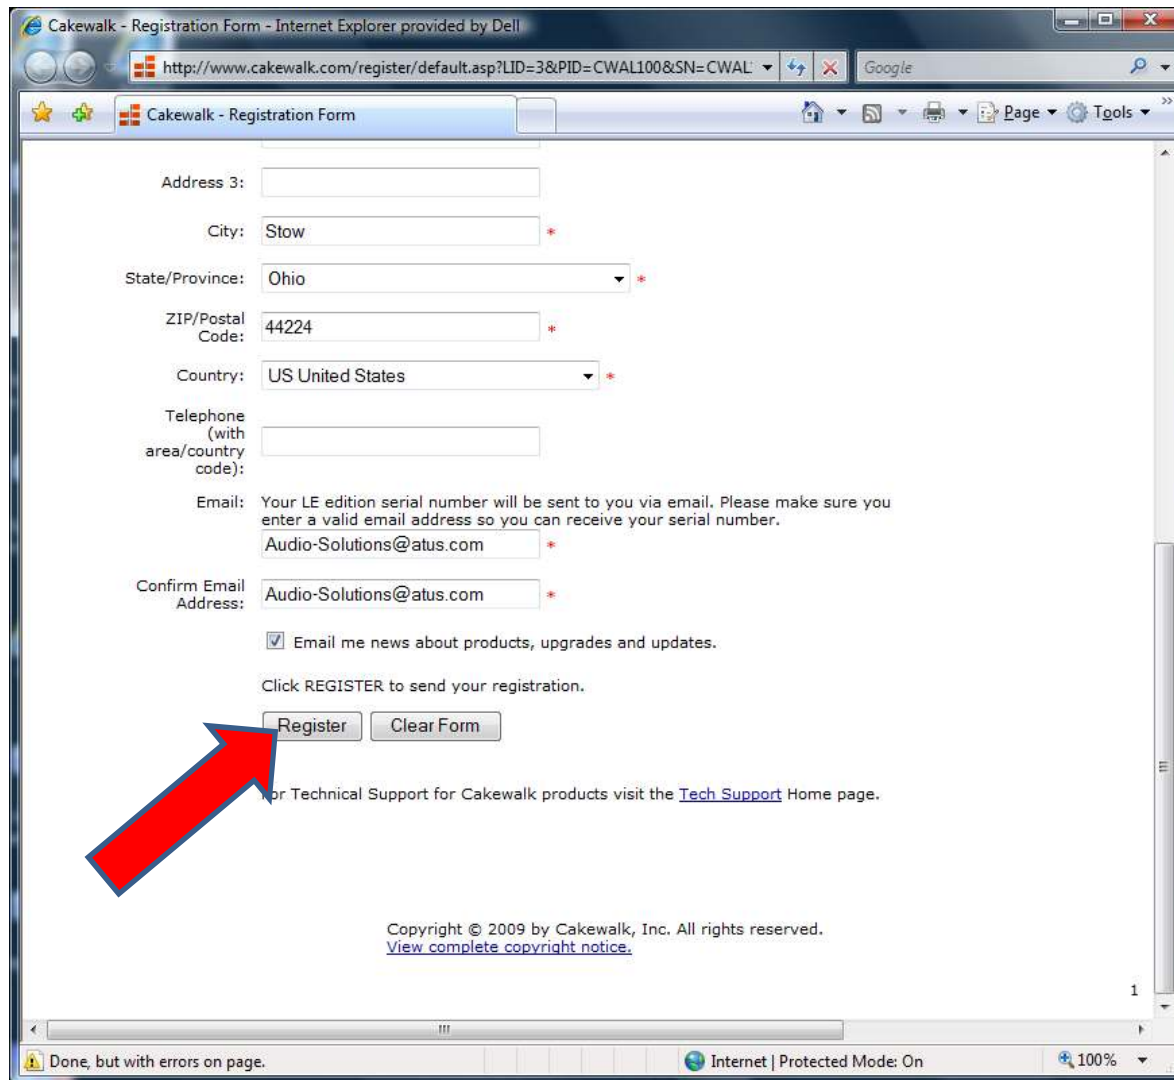 Cakewalk - Registration Form - Internet Explorer provided by Dell
http://www.cakewalk.com/register/default.asp?LID=3&PID=CWAL100&SN=CWAL
Google
Cakewalk - Registration Form
Page
Tools
Address 3:
City: Stow *
State/Province: Ohio *
ZIP/Postal
Code: 44224 *
Country: US United States *
Telephone
(with
area/country
code):
Email: Your LE edition serial number will be sent to you via email. Please make sure you
enter a valid email address so you can receive your serial number.
Audio-Solutions@atus.com *
Confirm Email
Address: Audio-Solutions@atus.com *
Email me news about products, upgrades and updates.
Click REGISTER to send your registration.
Register Clear Form
Technical Support for Cakewalk products visit the Tech Support Home page.
Copyright © 2009 by Cakewalk, Inc. All rights reserved.
View complete copyright notice.
1
Done, but with errors on page.
Internet | Protected Mode: On
100%